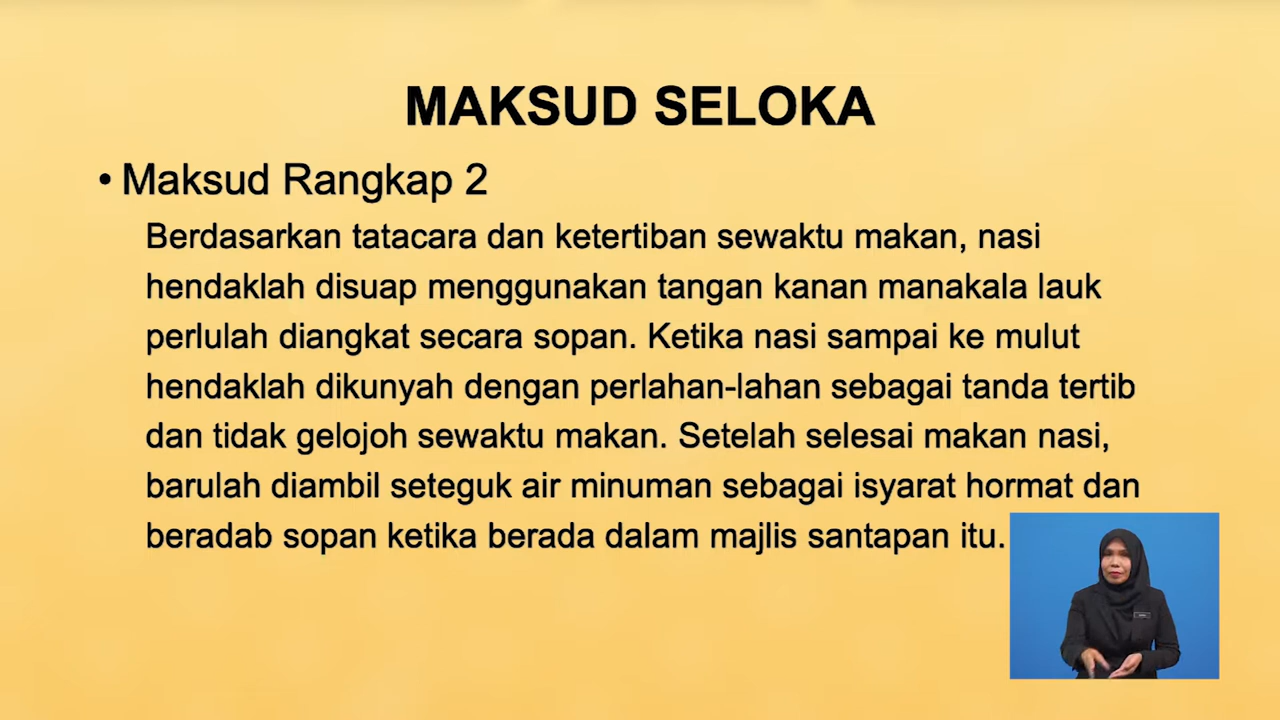 MAKSUD SELOKA
• Maksud Rangkap 2
Berdasarkan tatacara dan ketertiban sewaktu makan, nasi
hendaklah disuap menggunakan tangan kanan manakala lauk
perlulah diangkat secara sopan. Ketika nasi sampai ke mulut
hendaklah dikunyah dengan perlahan-lahan sebagai tanda tertib
dan tidak gelojoh sewaktu makan. Setelah selesai makan nasi,
barulah diambil seteguk air minuman sebagai isyarat hormat dan
beradab sopan ketika berada dalam majlis santapan itu.